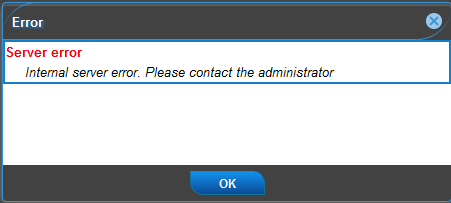 Error
Server error
Internal server error. Please contact the administrator
OK